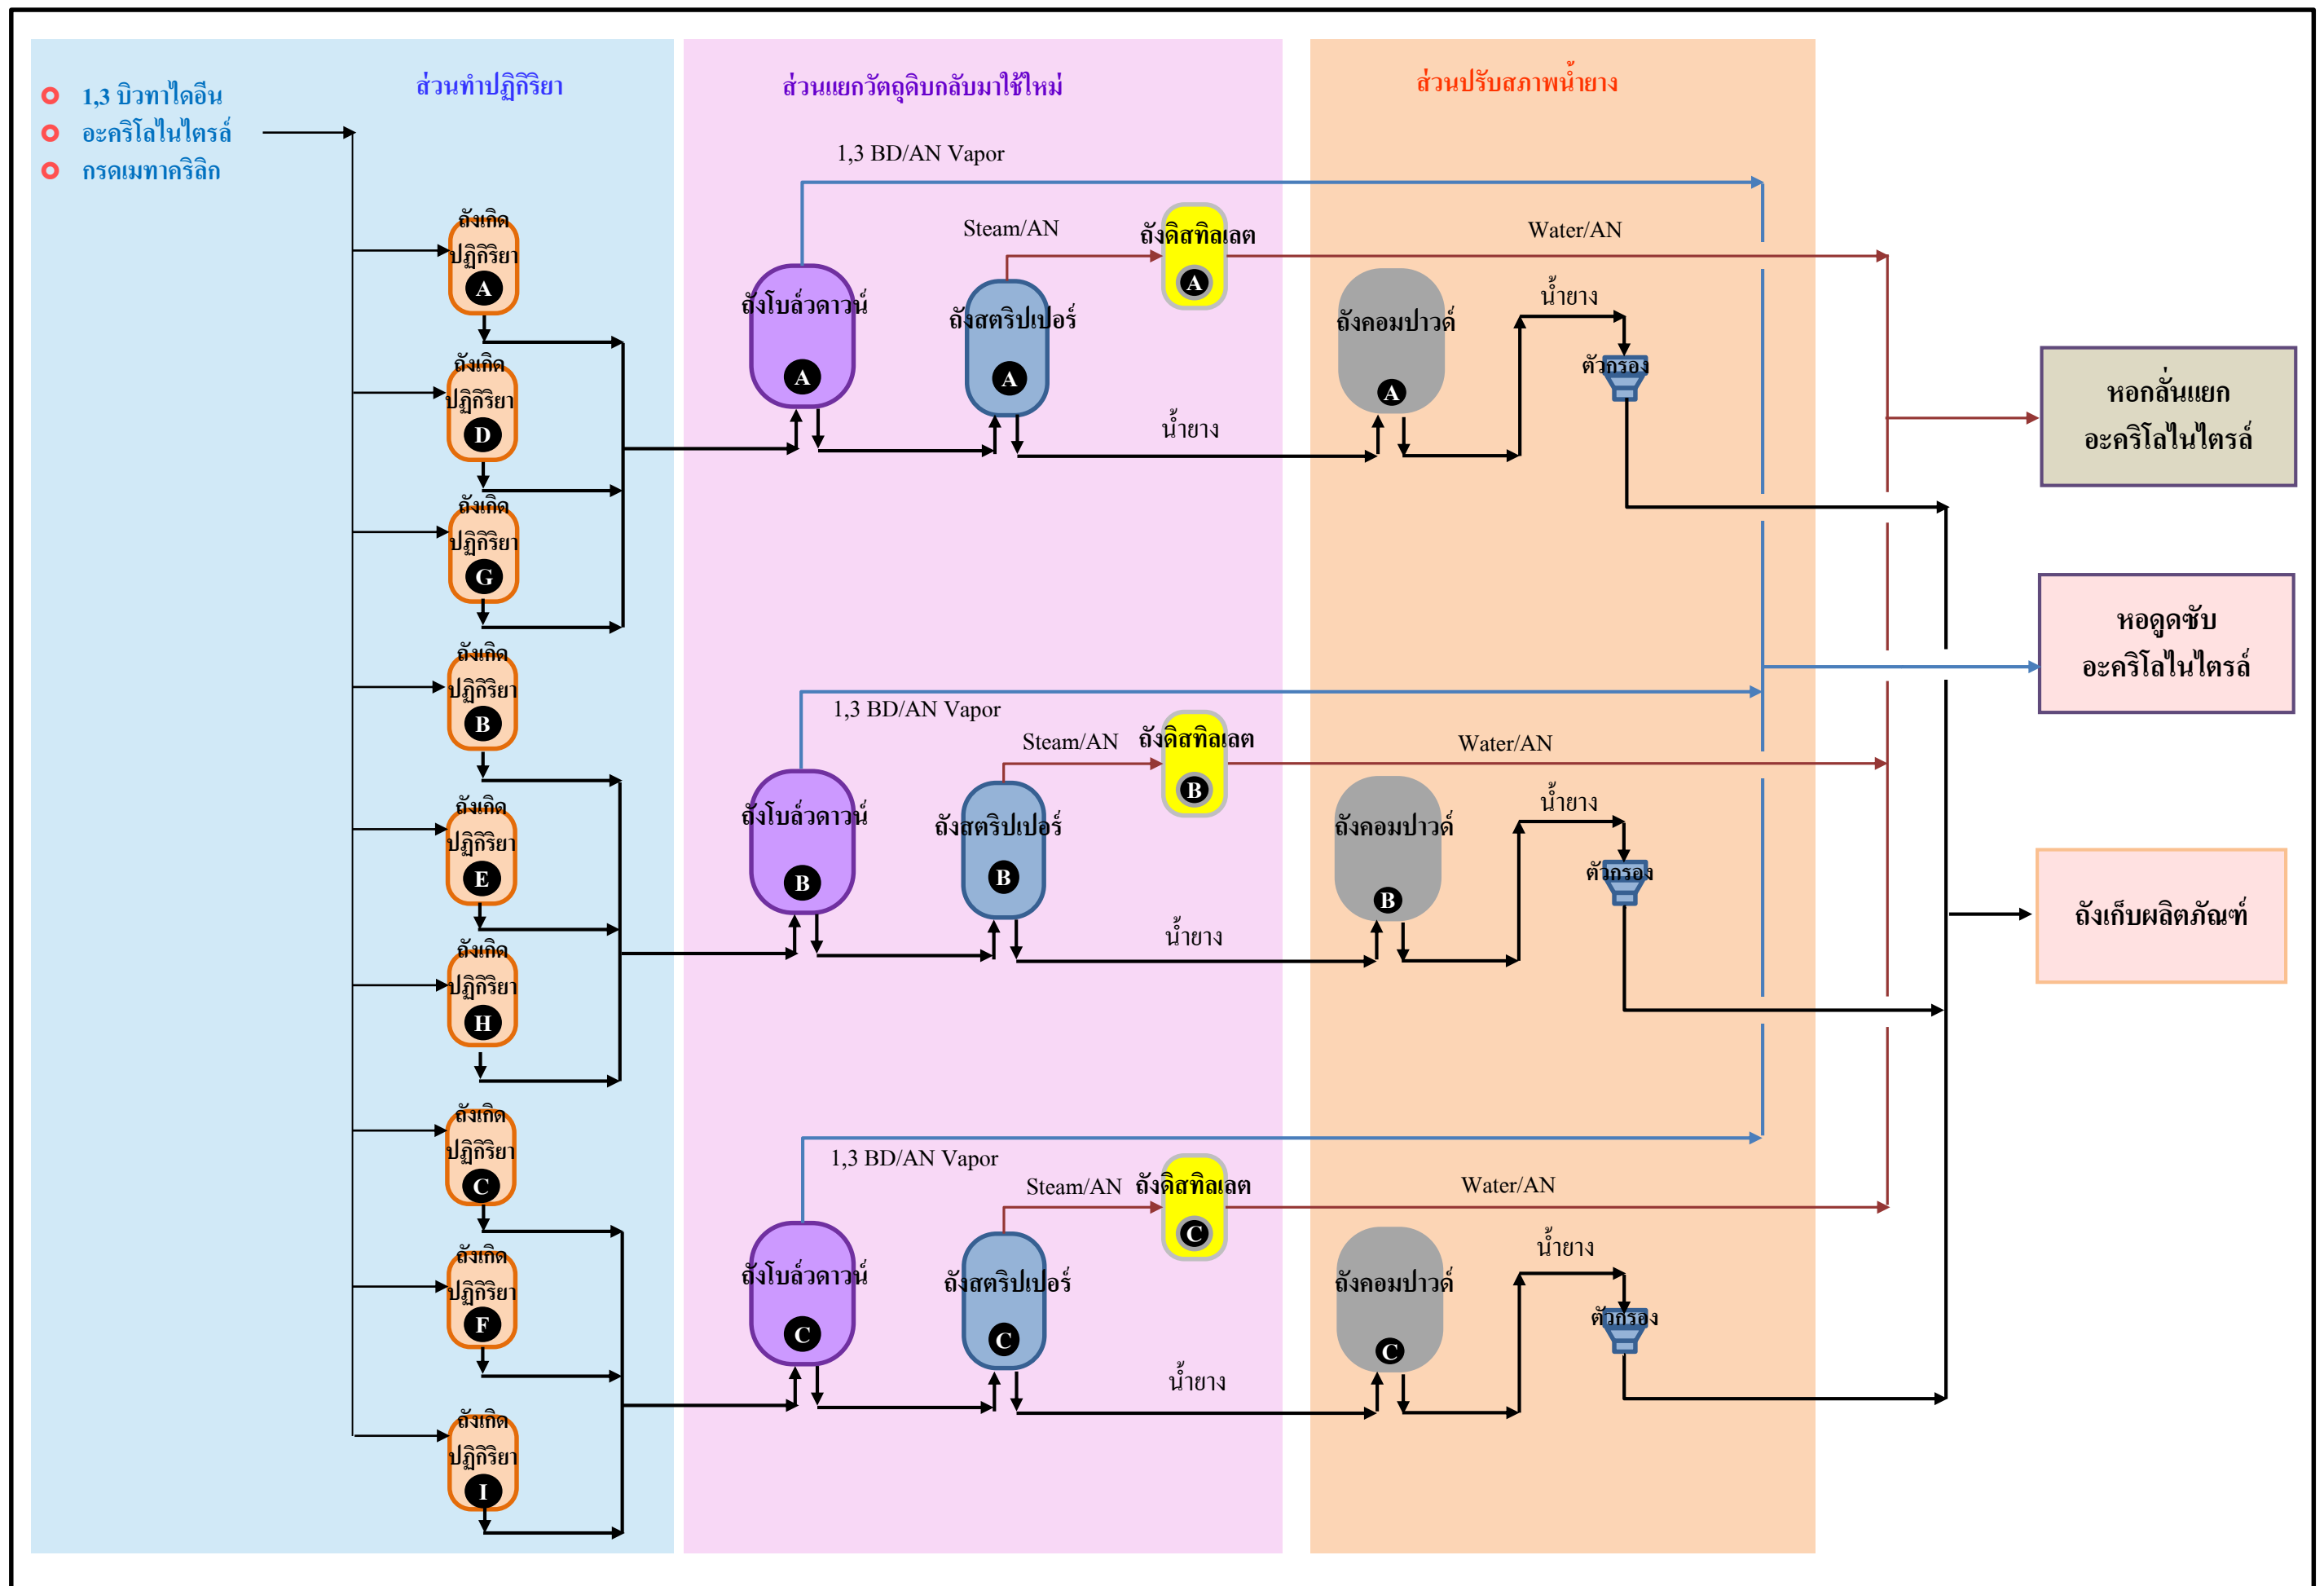 ส่วนทำปฏิกิริยา
ส่วนแยกวัตถุดิบกลับมาใช้ใหม่
ส่วนปรับสภาพน้ำยาง
1,3 บิวทาไดอีน
อะคริโลไนไตรล์
กรดเมทาคริลิก
1,3 BD/AN Vapor
ถังเกิด
ปฏิกิริยา
A
Steam/AN
ถังดิสทิลเลต
A
Water/AN
ถังโบล์วดาวน์
A
ถังสตริปเปอร์
A
ถังคอมปาวด์
A
น้ำยาง
ตัวกรอง
น้ำยาง
ถังเกิด
ปฏิกิริยา
D
หอกลั่นแยก
อะคริโลไนไตรล์
ถังเกิด
ปฏิกิริยา
G
หอดูดซับ
อะคริโลไนไตรล์
ถังเกิด
ปฏิกิริยา
B
1,3 BD/AN Vapor
Steam/AN
ถังดิสทิลเลต
B
Water/AN
ถังโบล์วดาวน์
B
ถังสตริปเปอร์
B
ถังคอมปาวด์
B
น้ำยาง
ตัวกรอง
น้ำยาง
ถังเกิด
ปฏิกิริยา
E
ถังเก็บผลิตภัณฑ์
ถังเกิด
ปฏิกิริยา
H
ถังเกิด
ปฏิกิริยา
C
1,3 BD/AN Vapor
Steam/AN
ถังดิสทิลเลต
C
Water/AN
ถังโบล์วดาวน์
C
ถังสตริปเปอร์
C
ถังคอมปาวด์
C
น้ำยาง
ตัวกรอง
น้ำยาง
ถังเกิด
ปฏิกิริยา
F
ถังเกิด
ปฏิกิริยา
I